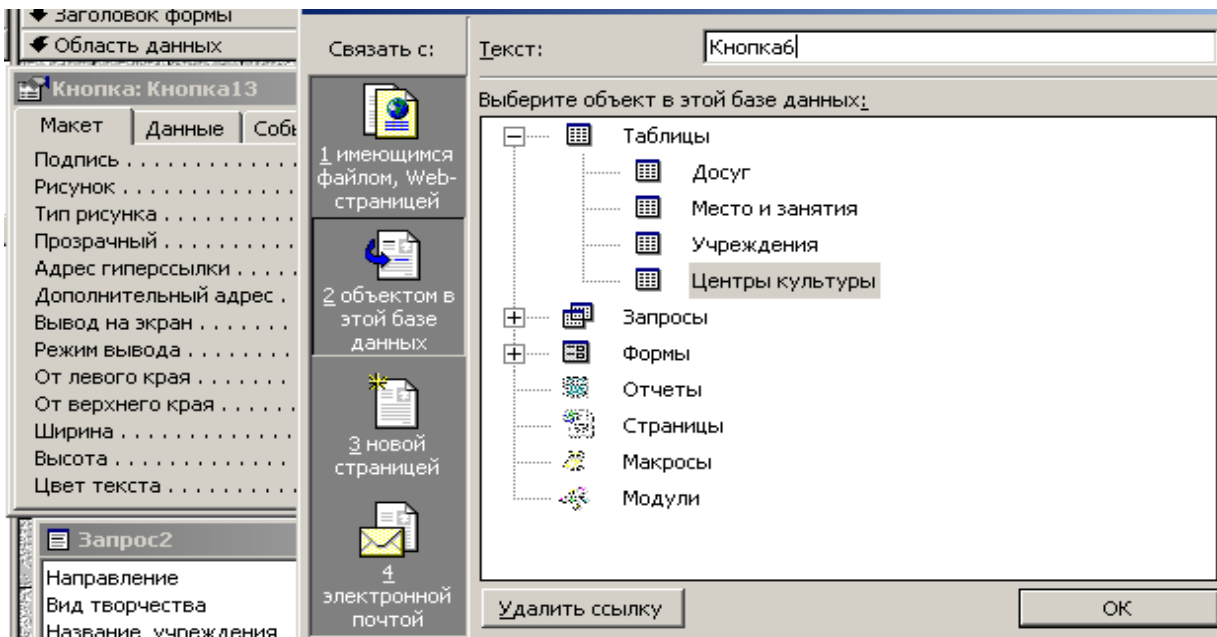 Заголовок формы
Область данных
Кнопка: Кнопка13
Макет Данные Собы
Подпись . . . . . . . . . . . . . .
Рисунок . . . . . . . . . . . . . .
Тип рисунка . . . . . . . . . .
Прозрачный . . . . . . . . . .
Адрес гиперссылки . . . . .
Дополнительный адрес .
Вывод на экран . . . . . . .
Режим вывода . . . . . . . .
От левого края . . . . . . .
От верхнего края . . . . . .
Ширина . . . . . . . . . . . . .
Высота . . . . . . . . . . . . . .
Цвет текста . . . . . . . . . .
Запрос2
Направление
Вид творчества
Название учреждения
Связать с:
1 имеющимся
файлом, Web-
страницей
2 объектом в
этой базе
данных
3 новой
страницей
4
электронной
почтой
Текст: Кнопка6
Выберите объект в этой базе данных:
Таблицы
Досуг
Место и занятия
Учреждения
Центры культуры
Запросы
Формы
Отчеты
Страницы
Макросы
Модули
Удалить ссылку
ОК